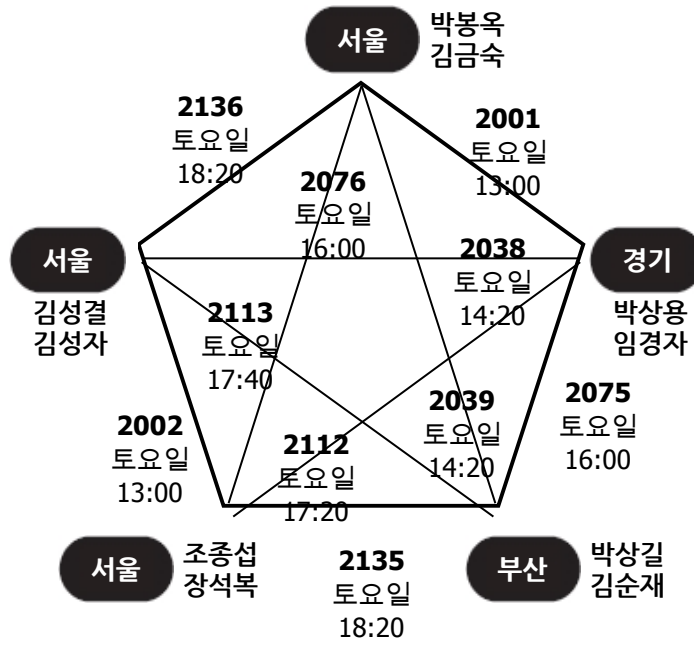 서울
박봉옥
김금숙
2136
토요일
18:20
2001
토요일
13:00
2076
토요일
16:00
서울
김성결
김성자
2038
토요일
14:20
경기
박상용
임경자
2113
토요일
17:40
2002
토요일
13:00
2112
토요일
17:20
2039
토요일
14:20
2075
토요일
16:00
서울
조종섭
장석복
2135
토요일
18:20
부산
박상길
김순재